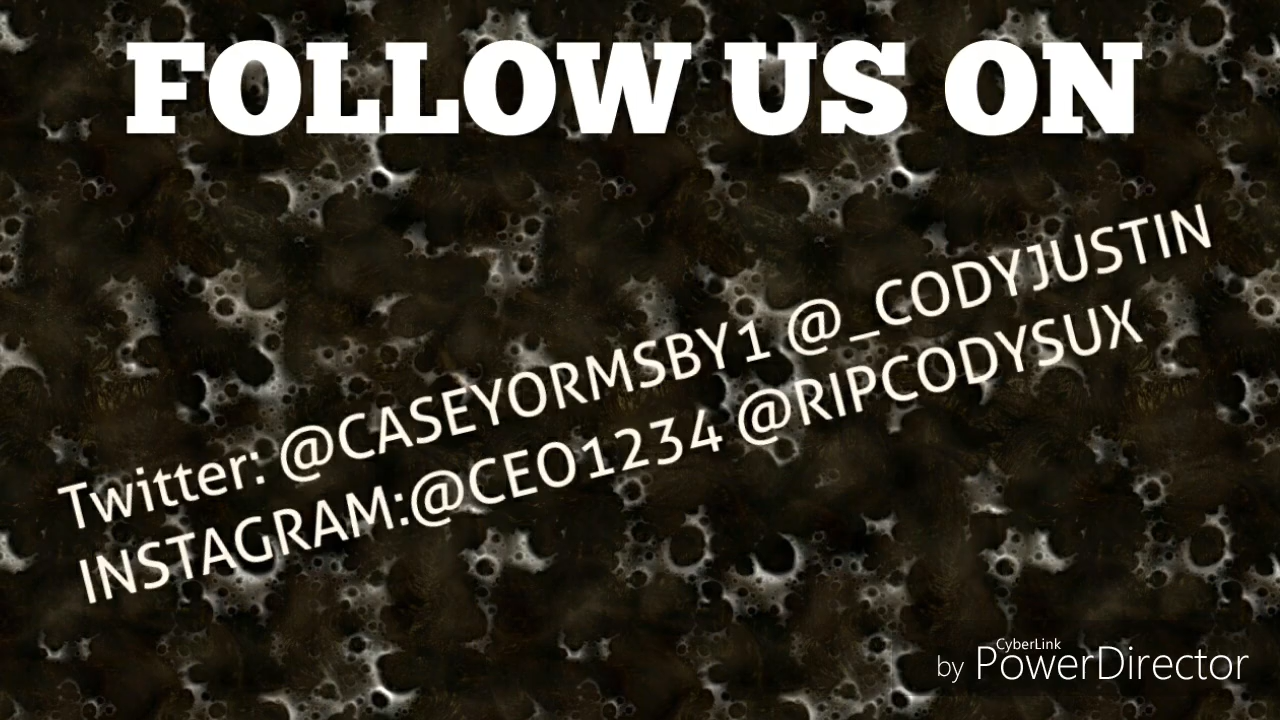 FOLLOW US ON
Twitter: @CASEYORMSBY1 @_CODYJUSTIN
INSTAGRAM:@CEO1234 @RIPCODYSUX
CyberLink
by PowerDirector